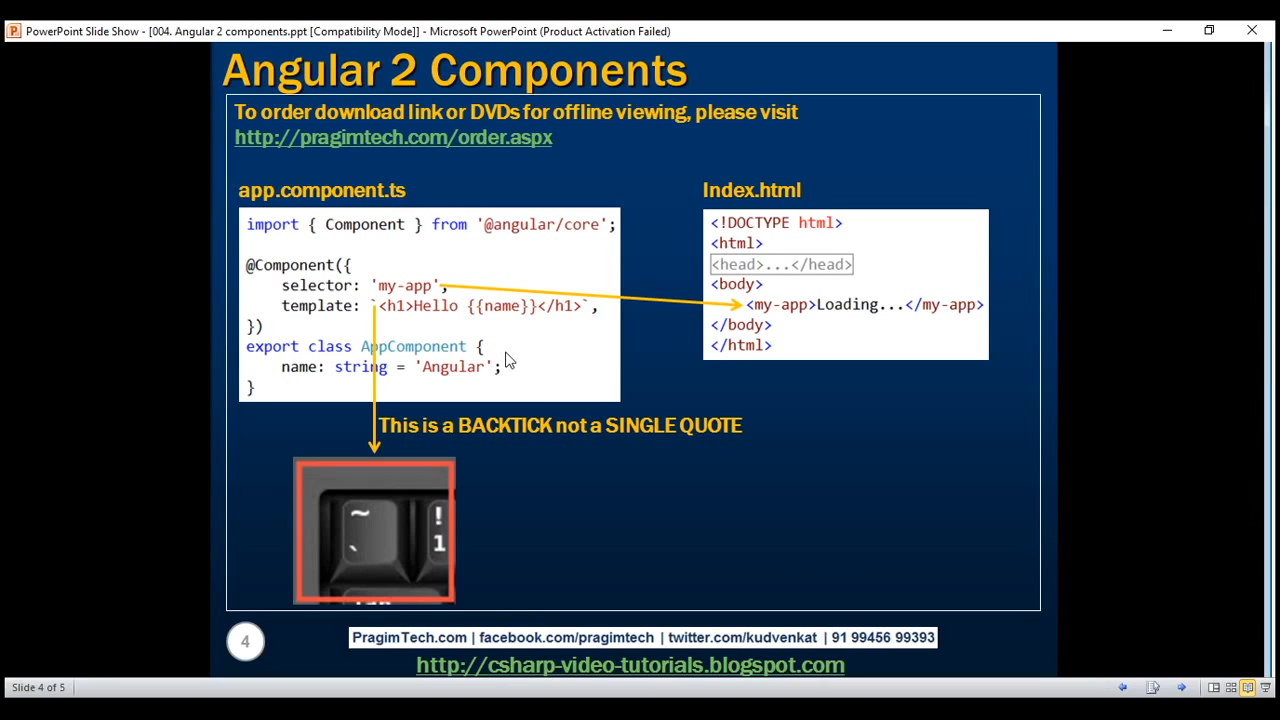 PowerPoint Slide Show - [004. Angular 2 components.ppt [Compatibility Mode]] - Microsoft PowerPoint (Product Activation Failed)
Angular 2 Components
To order download link or DVDs for offline viewing, please visit
http://pragimtech.com/order.aspx
app.component.ts
import { Component } from '@angular/core';
@Component({
selector: 'my-app',
template: `<h1>Hello {{name}}</h1>`,
})
export class AppComponent {
name: string = 'Angular';
}
Index.html
<!DOCTYPE html>
<html>
<head>...</head>
<body>
<my-app>Loading...</my-app>
</body>
</html>
This is a BACKTICK not a SINGLE QUOTE
~ !
` 1
4
PragimTech.com | facebook.com/pragimtech | twitter.com/kudvenkat | 91 99456 99393
http://csharp-video-tutorials.blogspot.com
Slide 4 of 5